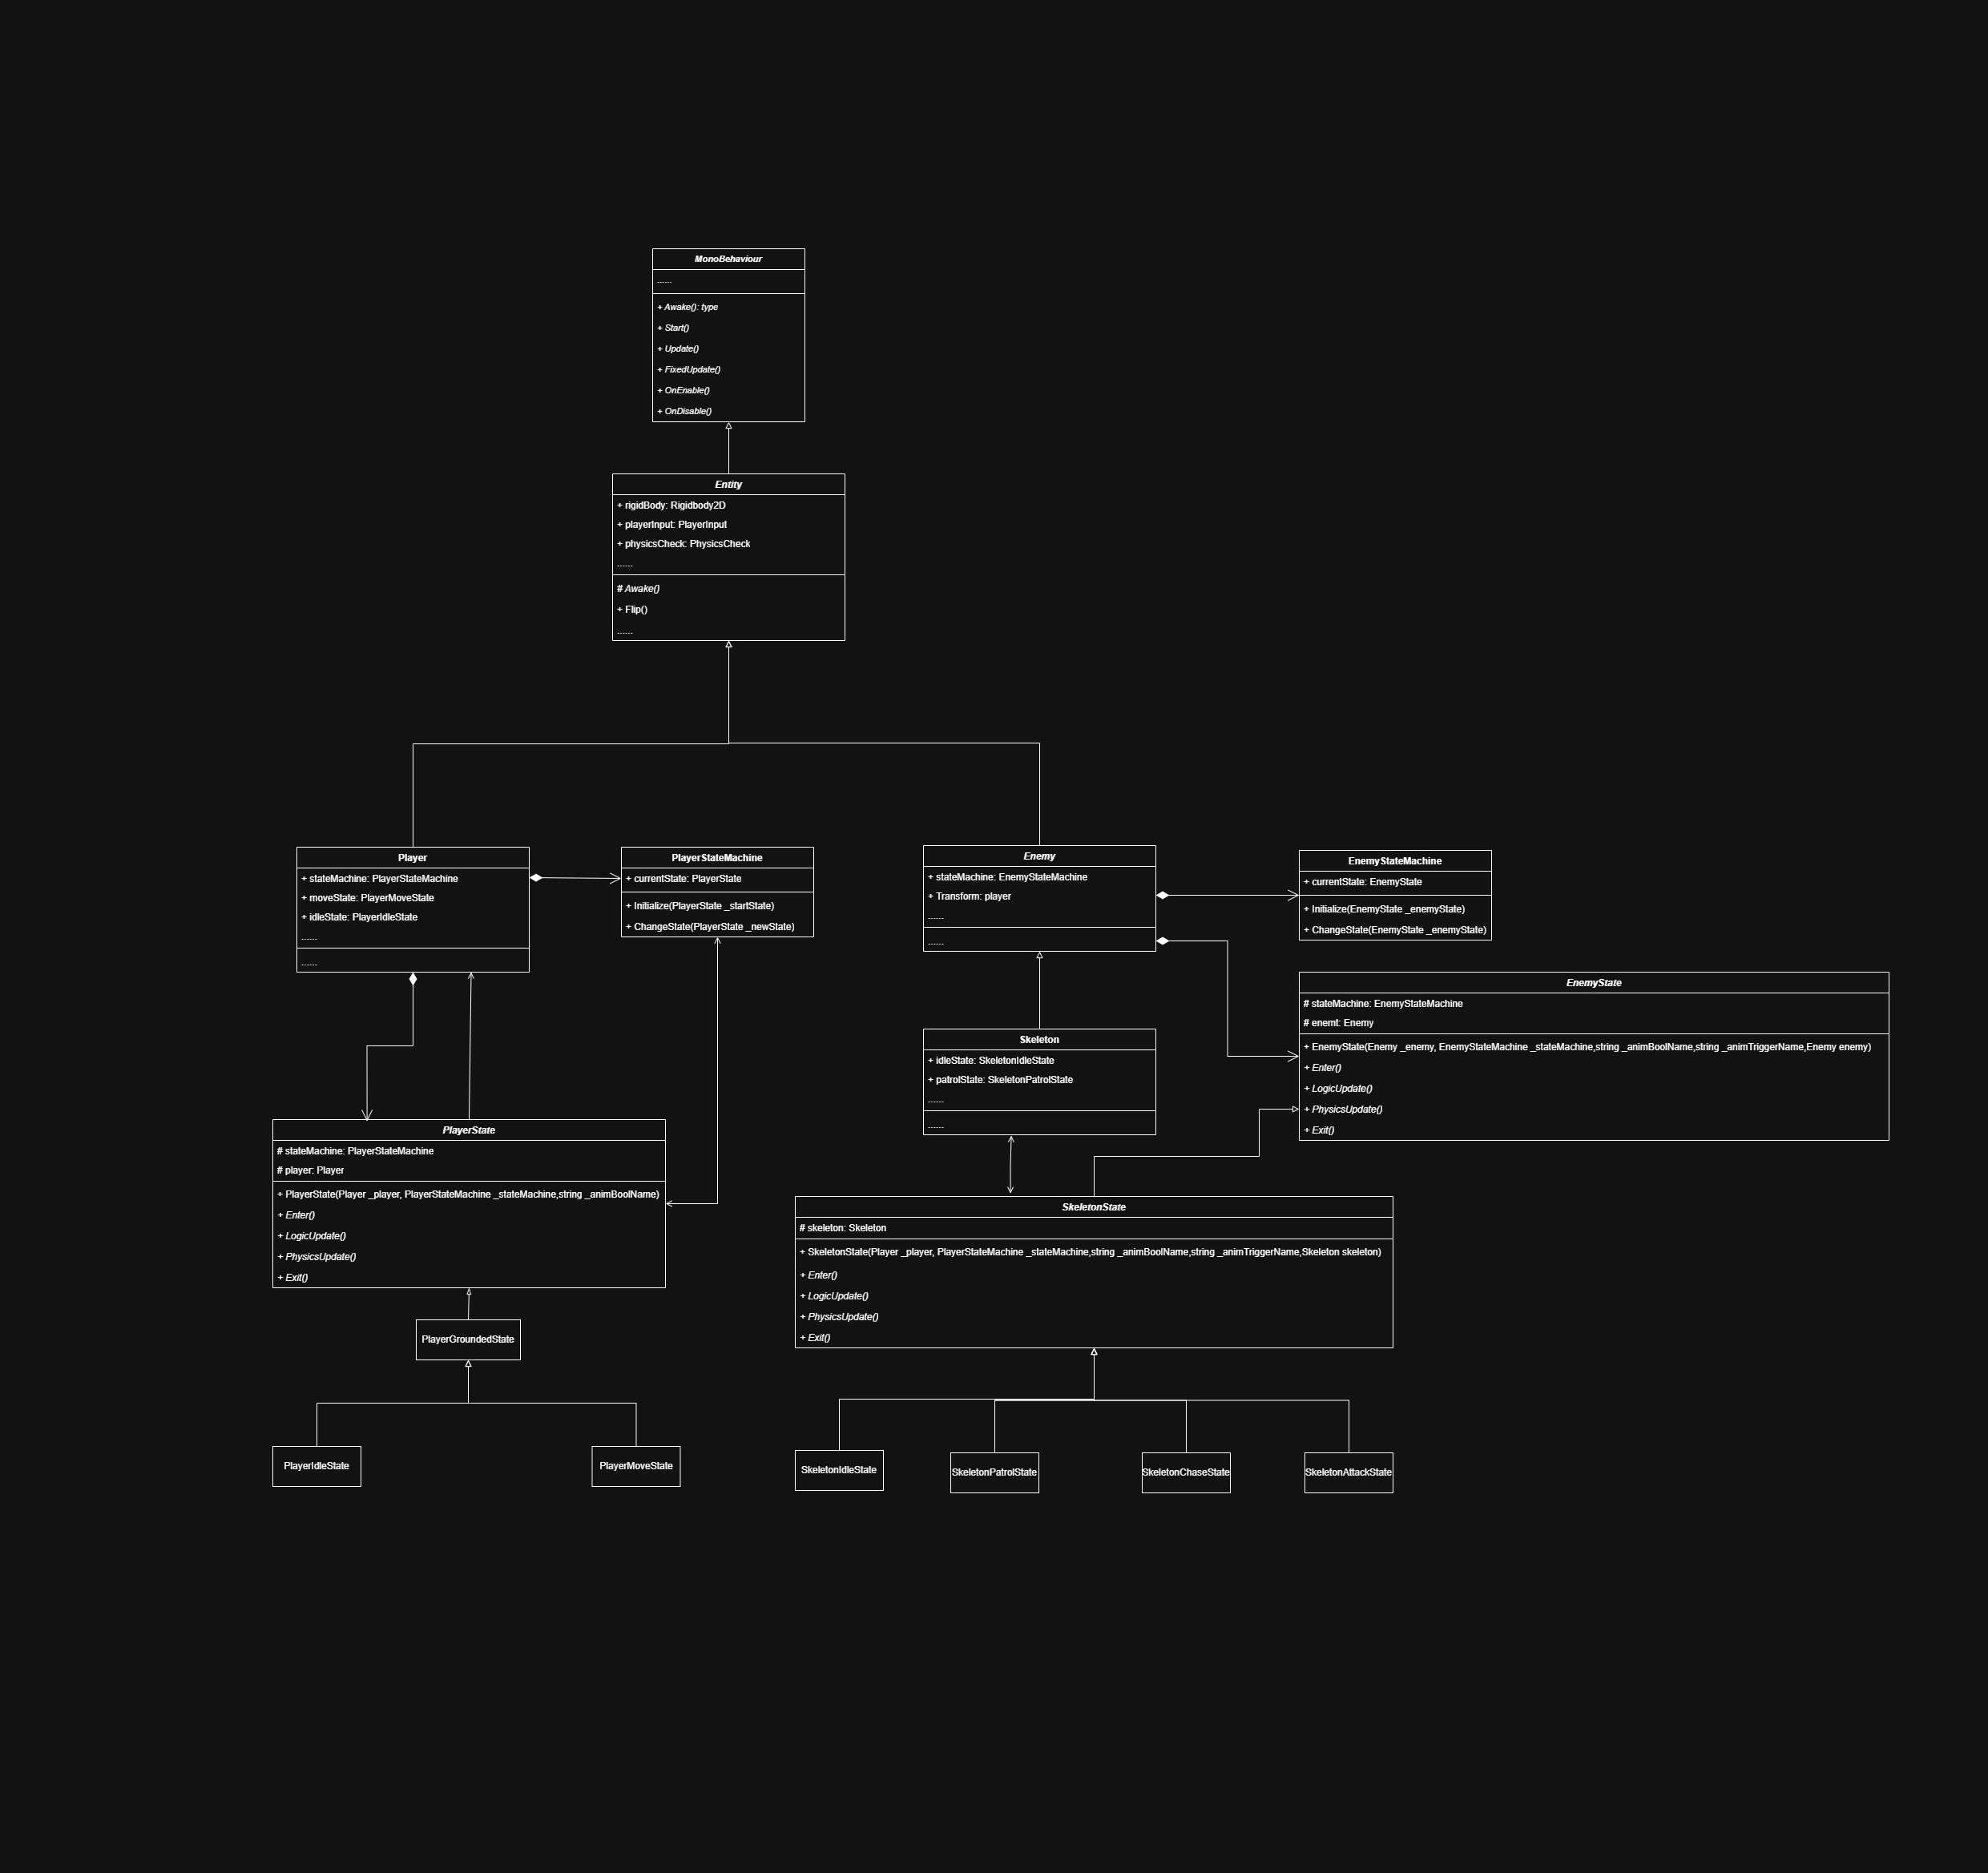 MonoBehaviour
......
+ Awake(): type
+ Start()
+ Update()
+ FixedUpdate()
+ OnEnable()
+ OnDisable()
Entity
+ rigidBody: Rigidbody2D
+ playerInput: PlayerInput
+ physicsCheck: PhysicsCheck
......
# Awake()
+ Flip()
......
Player
+ stateMachine: PlayerStateMachine
+ moveState: PlayerMoveState
+ idleState: PlayerIdleState
......
......
PlayerStateMachine
+ currentState: PlayerState
+ Initialize(PlayerState _startState)
+ ChangeState(PlayerState _newState)
Enemy
+ stateMachine: EnemyStateMachine
+ Transform: player
......
......
EnemyStateMachine
+ currentState: EnemyState
+ Initialize(EnemyState _enemyState)
+ ChangeState(EnemyState _enemyState)
EnemyState
# stateMachine: EnemyStateMachine
# enemt: Enemy
+ EnemyState(Enemy _enemy, EnemyStateMachine _stateMachine,string _animBoolName,string _animTriggerName,Enemy enemy)
+ Enter()
+ LogicUpdate()
+ PhysicsUpdate()
+ Exit()
Skeleton
+ idleState: SkeletonIdleState
+ patrolState: SkeletonPatrolState
......
......
PlayerState
# stateMachine: PlayerStateMachine
# player: Player
+ PlayerState(Player _player, PlayerStateMachine _stateMachine,string _animBoolName)
+ Enter()
+ LogicUpdate()
+ PhysicsUpdate()
+ Exit()
SkeletonState
# skeleton: Skeleton
+ SkeletonState(Player _player, PlayerStateMachine _stateMachine,string _animBoolName,string _animTriggerName,Skeleton skeleton)
+ Enter()
+ LogicUpdate()
+ PhysicsUpdate()
+ Exit()
PlayerGroundedState
PlayerIdleState
PlayerMoveState
SkeletonIdleState
SkeletonPatrolState
SkeletonChaseState
SkeletonAttackState